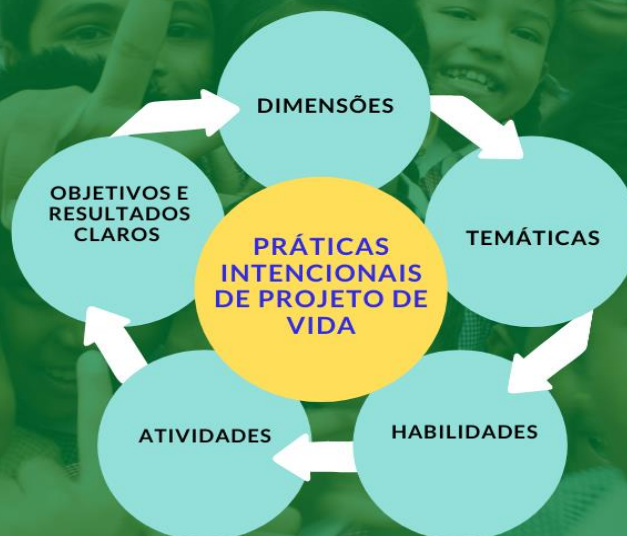 DIMENSÕES
TEMÁTICAS
HABILIDADES
ATIVIDADES
OBJETIVOS E
RESULTADOS
CLAROS
PRÁTICAS
INTENCIONAIS
DE PROJETO DE
VIDA